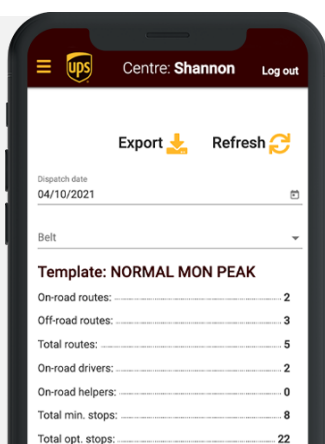 ups
Centre: Shannon
Log out
Export
Refresh
Dispatch date
04/10/2021
Belt
Template: NORMAL MON PEAK
On-road routes: 2
Off-road routes: 3
Total routes: 5
On-road drivers: 2
On-road helpers: 0
Total min. stops: 8
Total opt. stops: 22